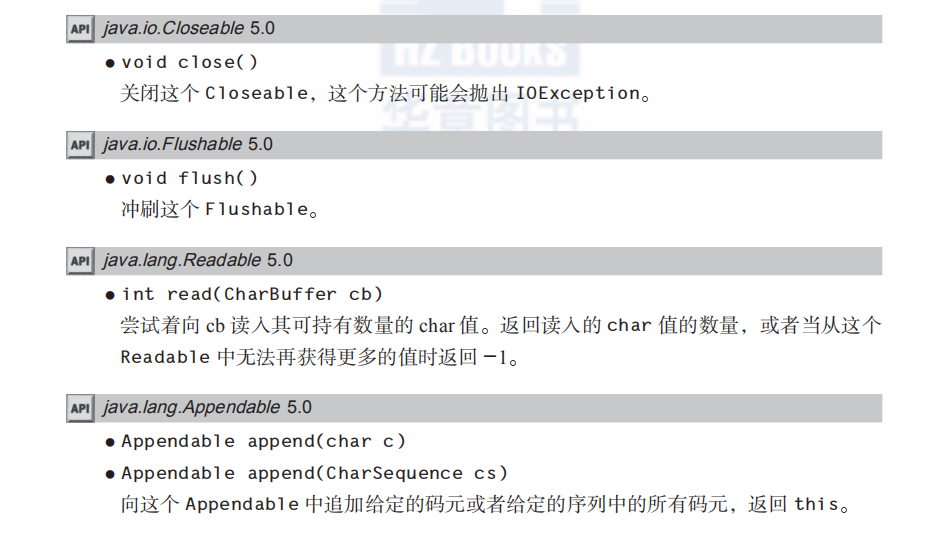 API java.io.Closeable 5.0
HZ BOOKS
● void close()
关闭这个 Closeable，这个方法可能会抛出 IOException。
华章图书
API java.io.Flushable 5.0
● void flush()
冲刷这个 Flushable。
API java.lang.Readable 5.0
● int read(CharBuffer cb)
尝试着向 cb 读入其可持有数量的 char 值。返回读入的 char 值的数量，或者当从这个
Readable 中无法再获得更多的值时返回 −1。
API java.lang.Appendable 5.0
● Appendable append(char c)
● Appendable append(CharSequence cs)
向这个 Appendable 中追加给定的码元或者给定的序列中的所有码元，返回 this。